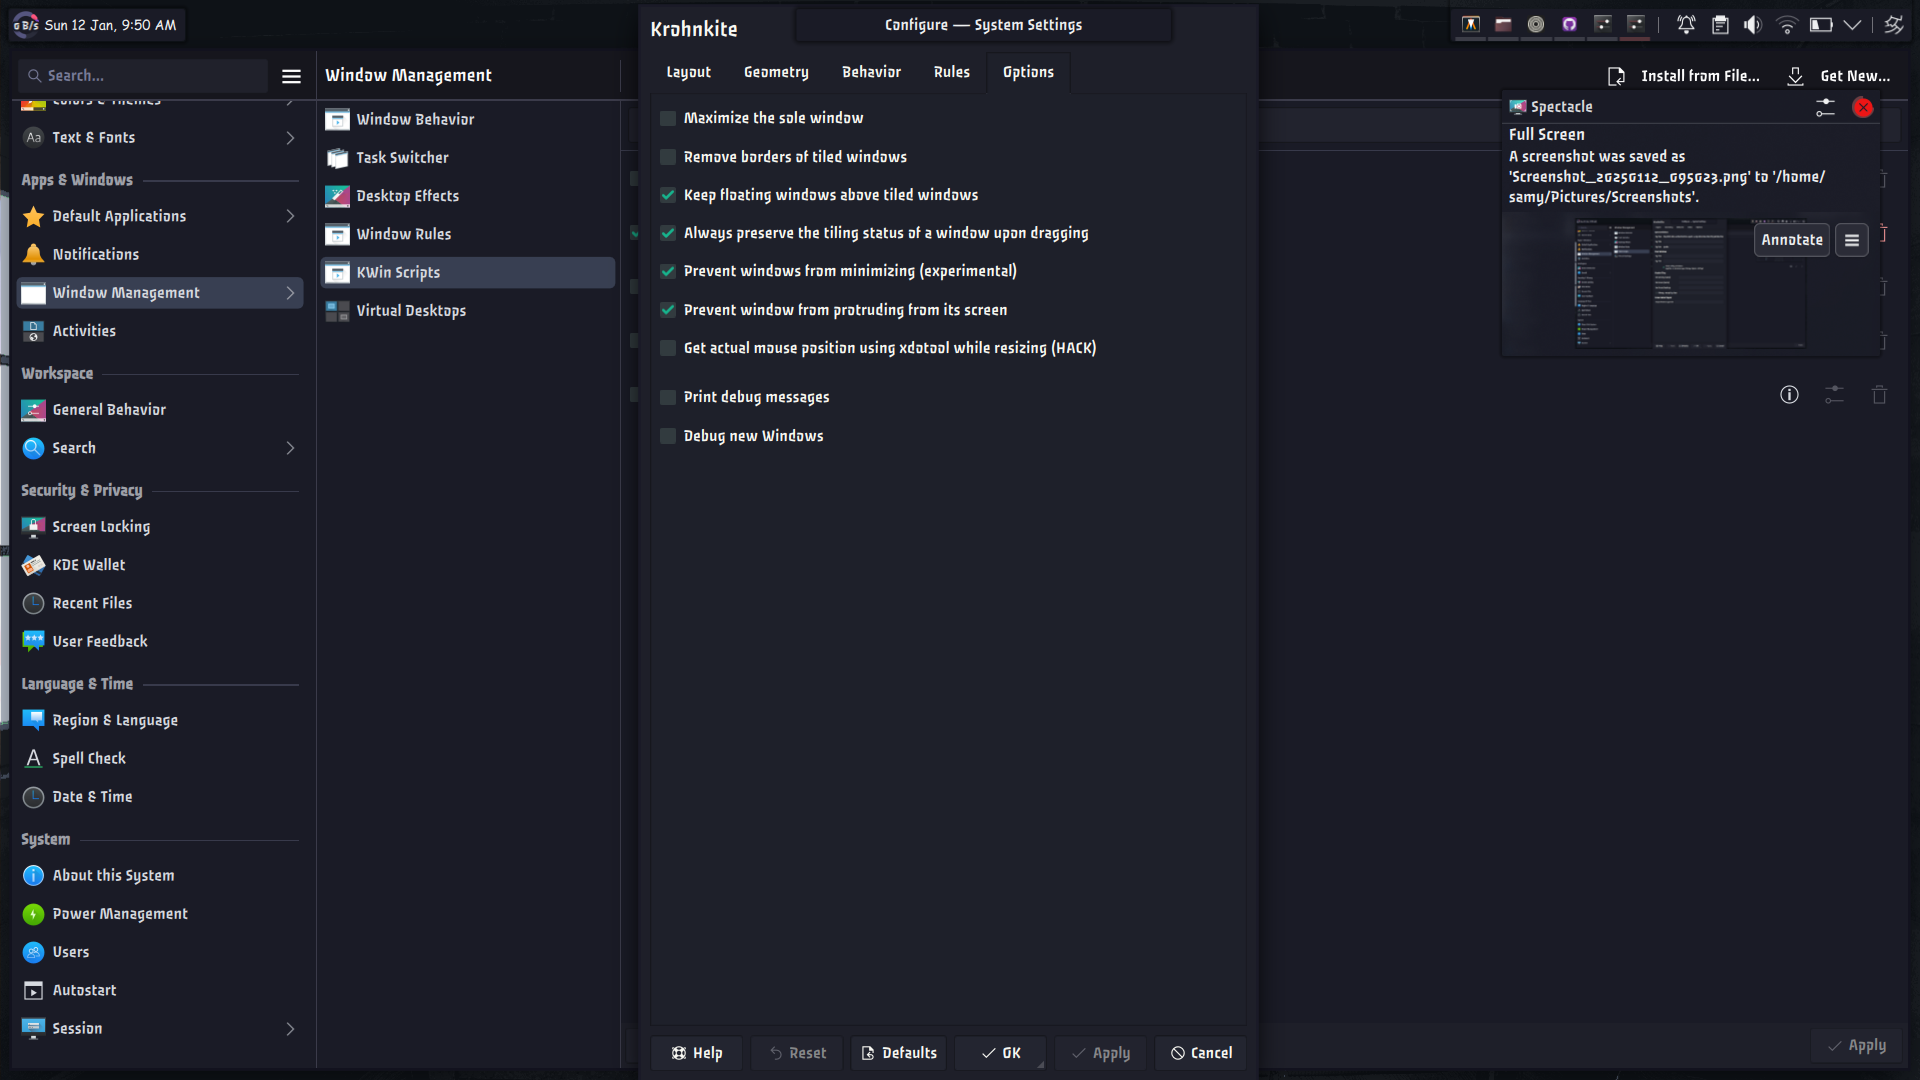 G B/s Sun 12 Jan, 9:50 AM
Configure — System Settings
Search...
Colors & Themes
Text & Fonts
Apps & Windows
Default Applications
Notifications
Window Management
Activities
Workspace
General Behavior
Search
Security & Privacy
Screen Locking
KDE Wallet
Recent Files
User Feedback
Language & Time
Region & Language
Spell Check
Date & Time
System
About this System
Power Management
Users
Autostart
Session
Window Management
Window Behavior
Task Switcher
Desktop Effects
Window Rules
KWin Scripts
Virtual Desktops
Krohnkite
Layout
Geometry
Behavior
Rules
Options
Maximize the sole window
Remove borders of tiled windows
Keep floating windows above tiled windows
Always preserve the tiling status of a window upon dragging
Prevent windows from minimizing (experimental)
Prevent window from protruding from its screen
Get actual mouse position using xdotool while resizing (HACK)
Print debug messages
Debug new Windows
Help
Reset
Defaults
OK
Apply
Cancel
Install from File...
Get New...
Spectacle
Full Screen
A screenshot was saved as
'Screenshot_20250112_095023.png' to '/home/
samy/Pictures/Screenshots'.
Annotate
Apply